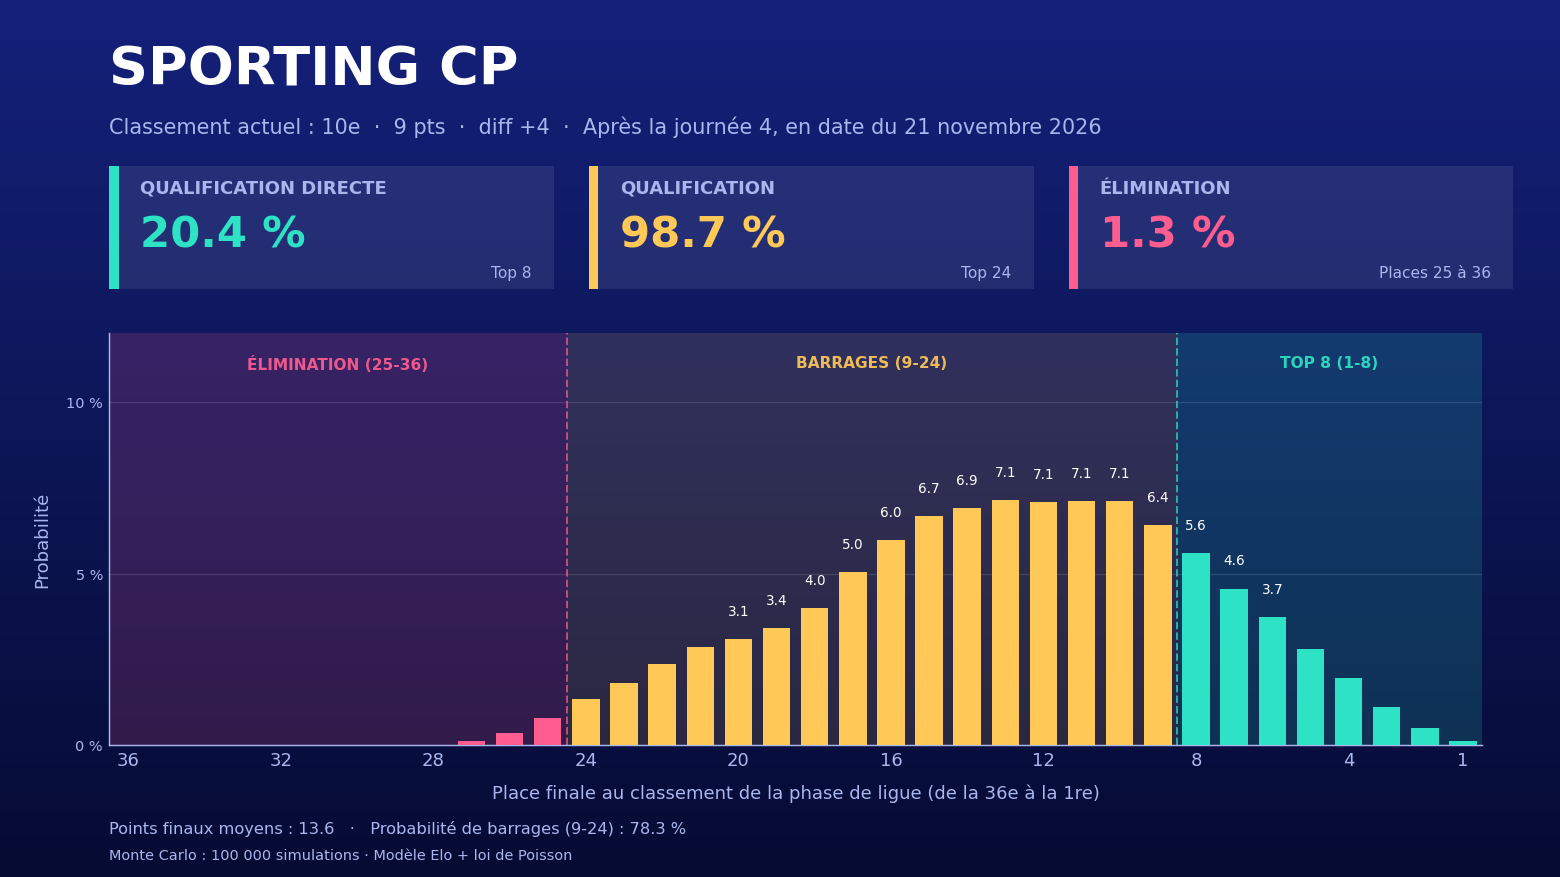 SPORTING CP
Classement actuel : 10e · 9 pts · diff +4 · Après la journée 4, en date du 21 novembre 2026
QUALIFICATION DIRECTE
20.4 %
Top 8
QUALIFICATION
98.7 %
Top 24
ÉLIMINATION
1.3 %
Places 25 à 36
ÉLIMINATION (25-36)
BARRAGES (9-24)
TOP 8 (1-8)
10 %
5 %
0 %
Probabilité
3.1
3.4
4.0
5.0
6.0
6.7
6.9
7.1
7.1
7.1
7.1
6.4
5.6
4.6
3.7
36 32 28 24 20 16 12 8 4 1
Place finale au classement de la phase de ligue (de la 36e à la 1re)
Points finaux moyens : 13.6 · Probabilité de barrages (9-24) : 78.3 %
Monte Carlo : 100 000 simulations · Modèle Elo + loi de Poisson